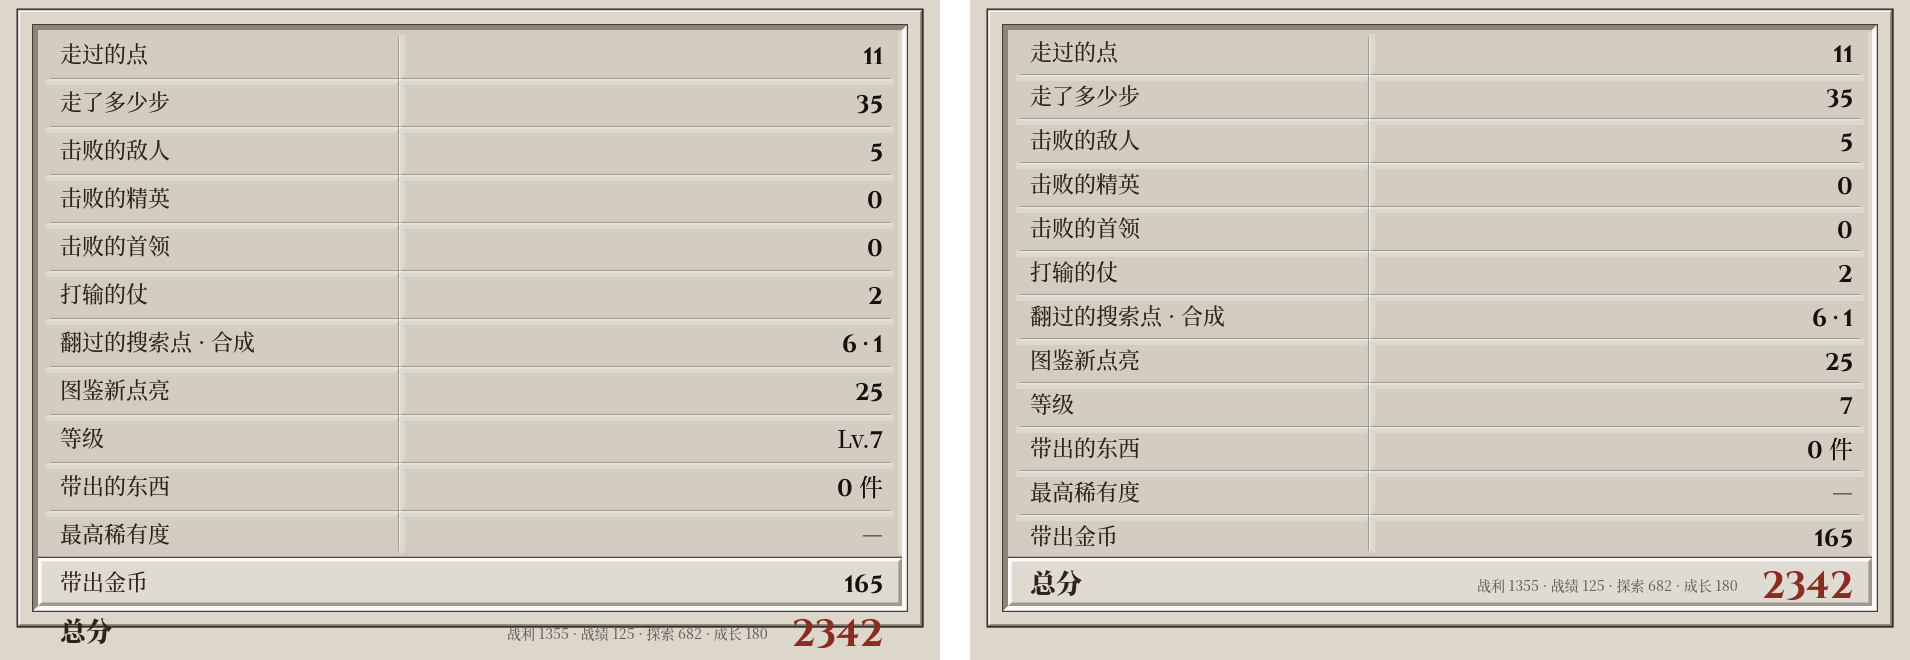 走过的点 11
走了多少步 35
击败的敌人 5
击败的精英 0
击败的首领 0
打输的仗 2
翻过的搜索点 · 合成 6 · 1
图鉴新点亮 25
等级 Lv.7
带出的东西 0 件
最高稀有度 —
带出金币 165
总分 战利 1355 · 战绩 125 · 探索 682 · 成长 180 2342
走过的点 11
走了多少步 35
击败的敌人 5
击败的精英 0
击败的首领 0
打输的仗 2
翻过的搜索点 · 合成 6 · 1
图鉴新点亮 25
等级 7
带出的东西 0 件
最高稀有度 —
带出金币 165
总分 战利 1355 · 战绩 125 · 探索 682 · 成长 180 2342